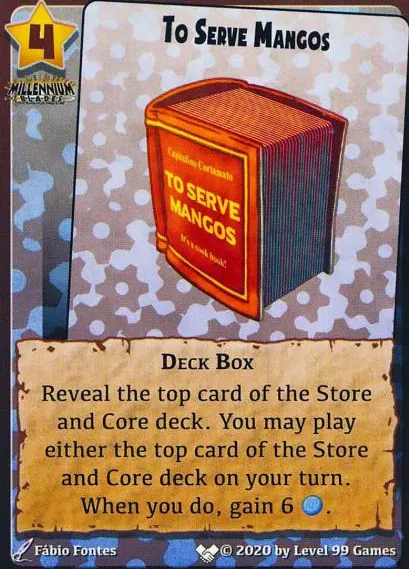 4
MILLENNIUM
BLADES
To Serve Mangos
Capitolino Cortamato
TO SERVE
MANGOS
It's a cook book!
Deck Box
Reveal the top card of the Store
and Core deck. You may play
either the top card of the Store
and Core deck on your turn.
When you do, gain 6 .
Fábio Fontes
© 2020 by Level 99 Games